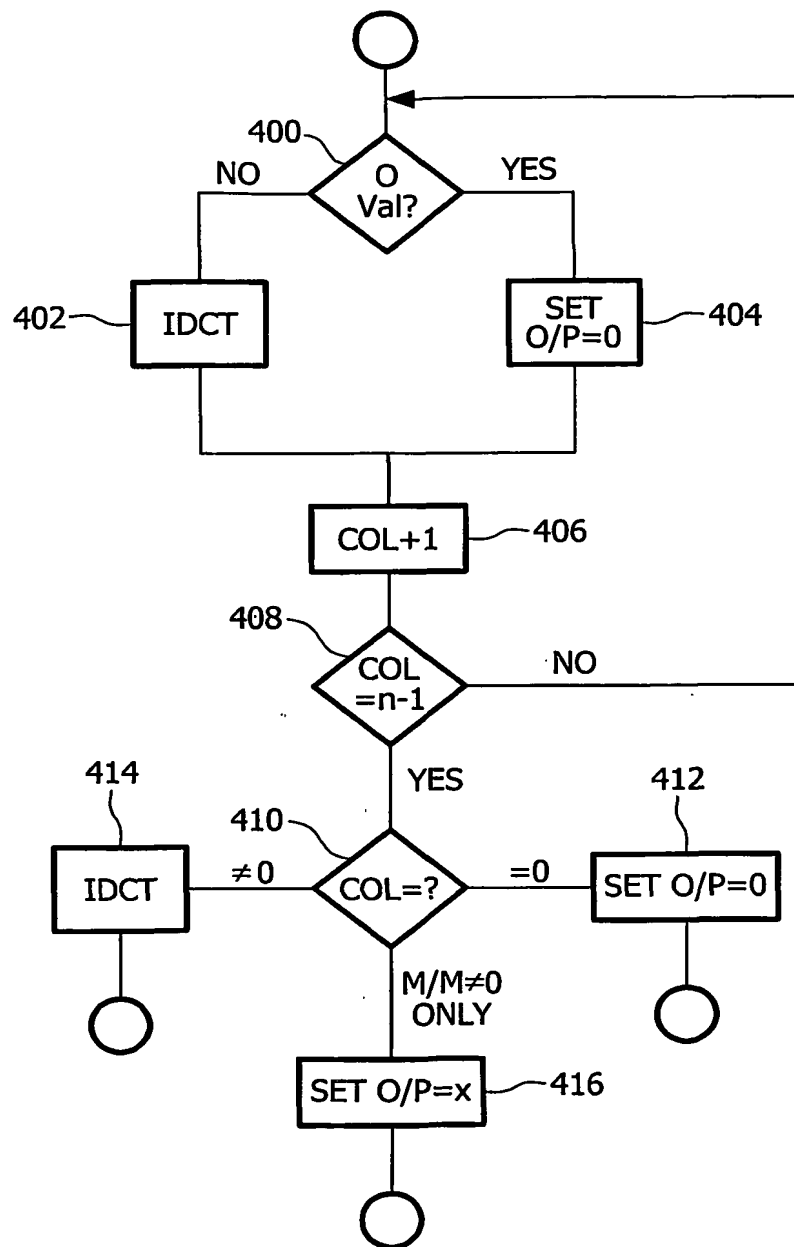 400
NO
O
Val?
YES
402
IDCT
SET
O/P=0
404
COL+1
406
408
COL
=n-1
NO
YES
414
412
410
IDCT
≠0
COL=?
=0
SET O/P=0
M/M≠0
ONLY
SET O/P=x
416